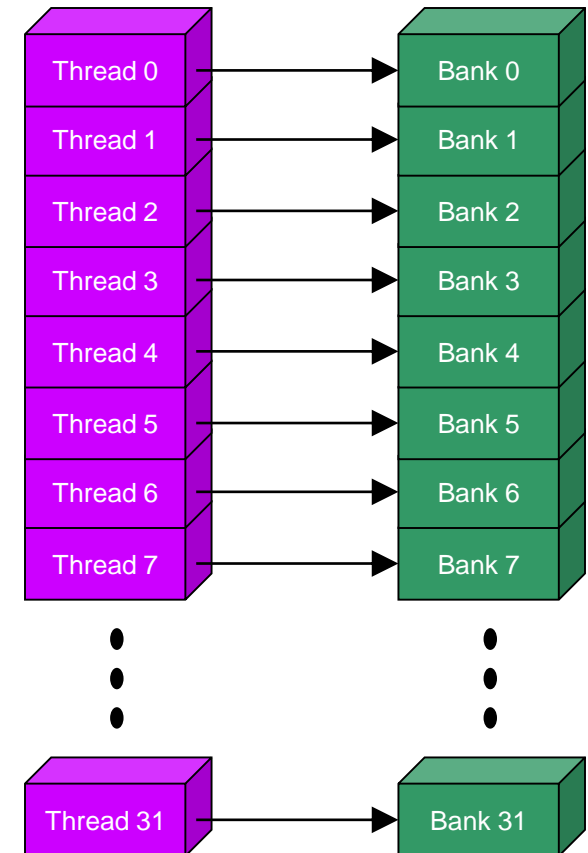 Thread 0 Bank 0
Thread 1 Bank 1
Thread 2 Bank 2
Thread 3 Bank 3
Thread 4 Bank 4
Thread 5 Bank 5
Thread 6 Bank 6
Thread 7 Bank 7
Thread 31 Bank 31